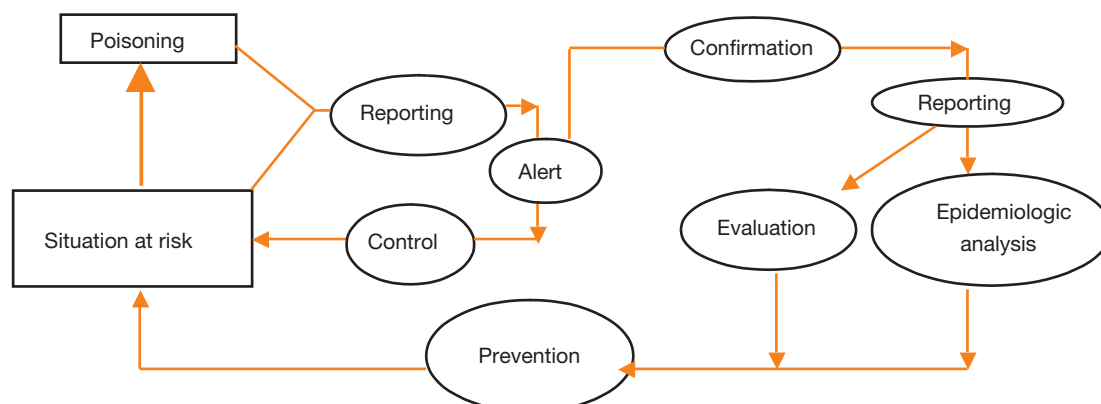 Poisoning
Confirmation
Reporting
Reporting
Alert
Situation at risk
Control
Evaluation
Epidemiologic
analysis
Prevention